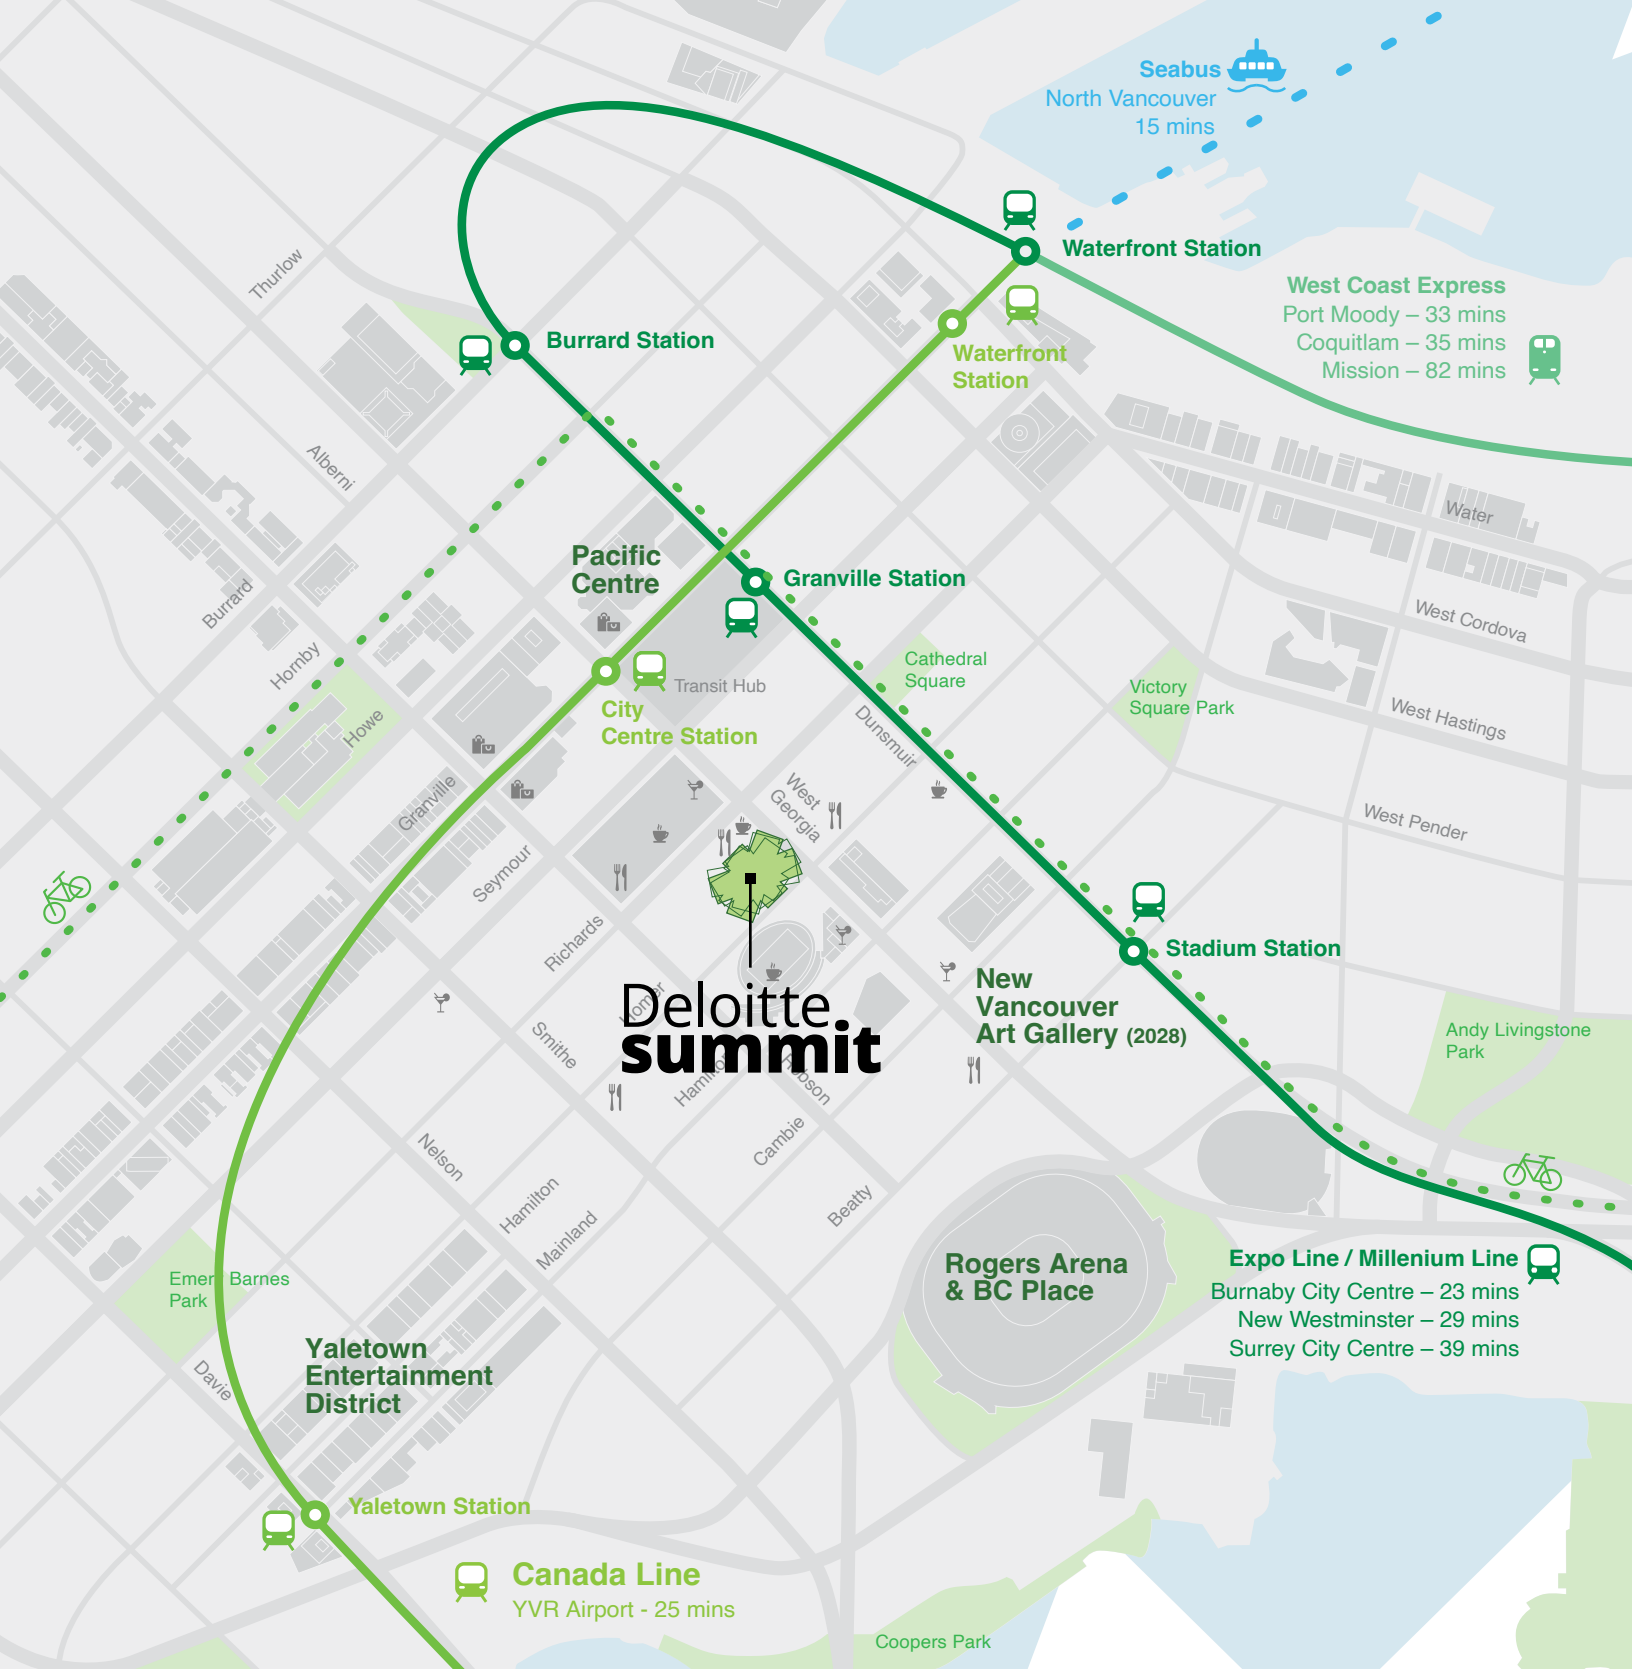 Seabus
North Vancouver
15 mins
Waterfront Station
West Coast Express
Port Moody – 33 mins
Coquitlam – 35 mins
Mission – 82 mins
Thurlow
Burrard Station
Waterfront
Station
Alberni
Water
Pacific
Centre
Granville Station
Burrard
West Cordova
Hornby
Cathedral
Square
Transit Hub
Victory
Square Park
City
Centre Station
Howe
Dunsmuir
West Hastings
Granville
West
Georgia
West Pender
Seymour
Richards
Stadium Station
New
Vancouver
Art Gallery (2028)
Homer
Deloitte
summit
Smithe
Hamilton
Robson
Andy Livingstone
Park
Nelson
Cambie
Hamilton
Mainland
Beatty
Rogers Arena
& BC Place
Expo Line / Millenium Line
Burnaby City Centre – 23 mins
New Westminster – 29 mins
Surrey City Centre – 39 mins
Emery Barnes
Park
Yaletown
Entertainment
District
Davie
Yaletown Station
Canada Line
YVR Airport - 25 mins
Coopers Park